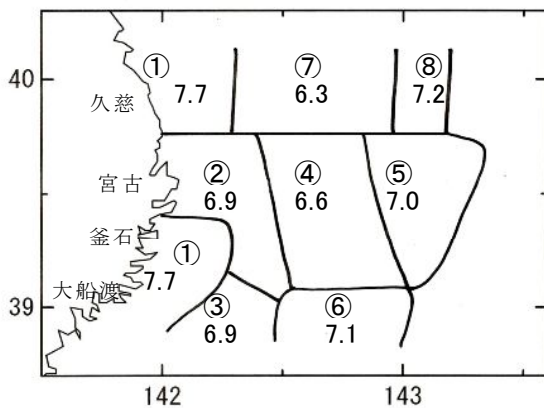 40
① ⑦ ⑧
7.7 6.3 7.2
久慈
② ④ ⑤
宮古 6.9 6.6 7.0
釜石
①
大船渡 7.7
39
③ ⑥
6.9 7.1
142 143